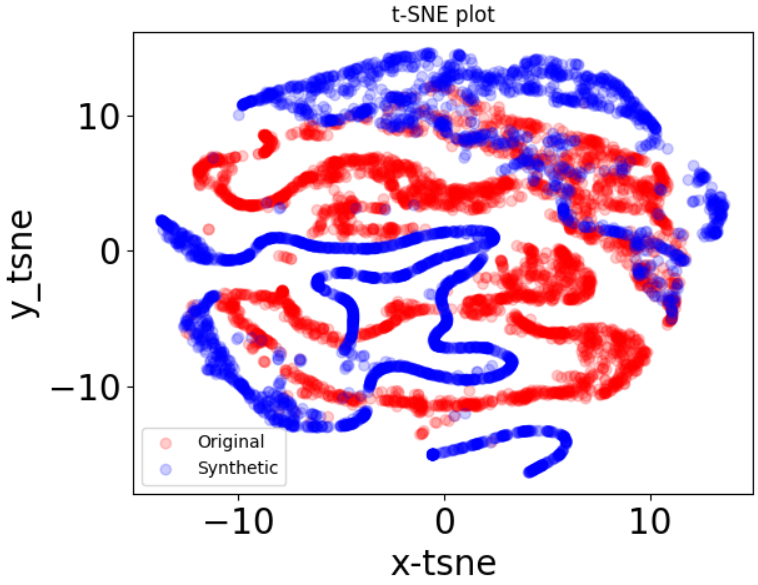 t-SNE plot
y_tsne
10
0
−10
Original
Synthetic
−10
0
10
x-tsne